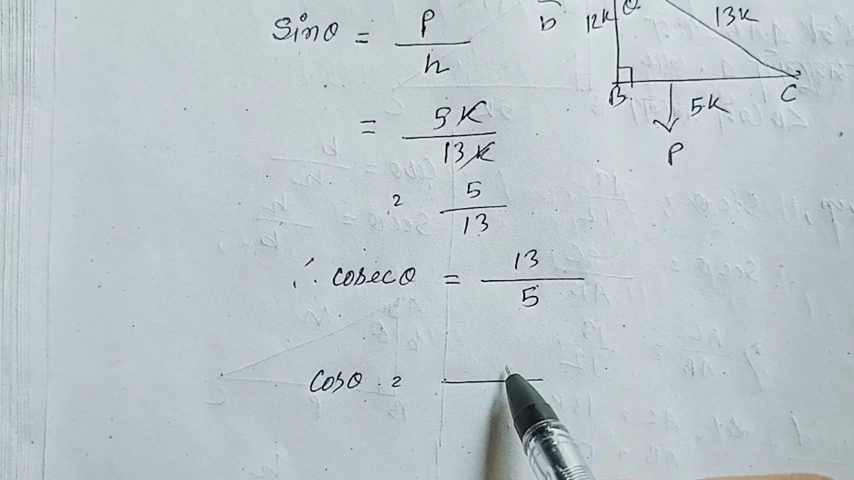 sinθ = p/h
b 12k θ 13k
B 5k C
p
= 5k/13k
= 5/13
∴ cosecθ = 13/5
cosθ =